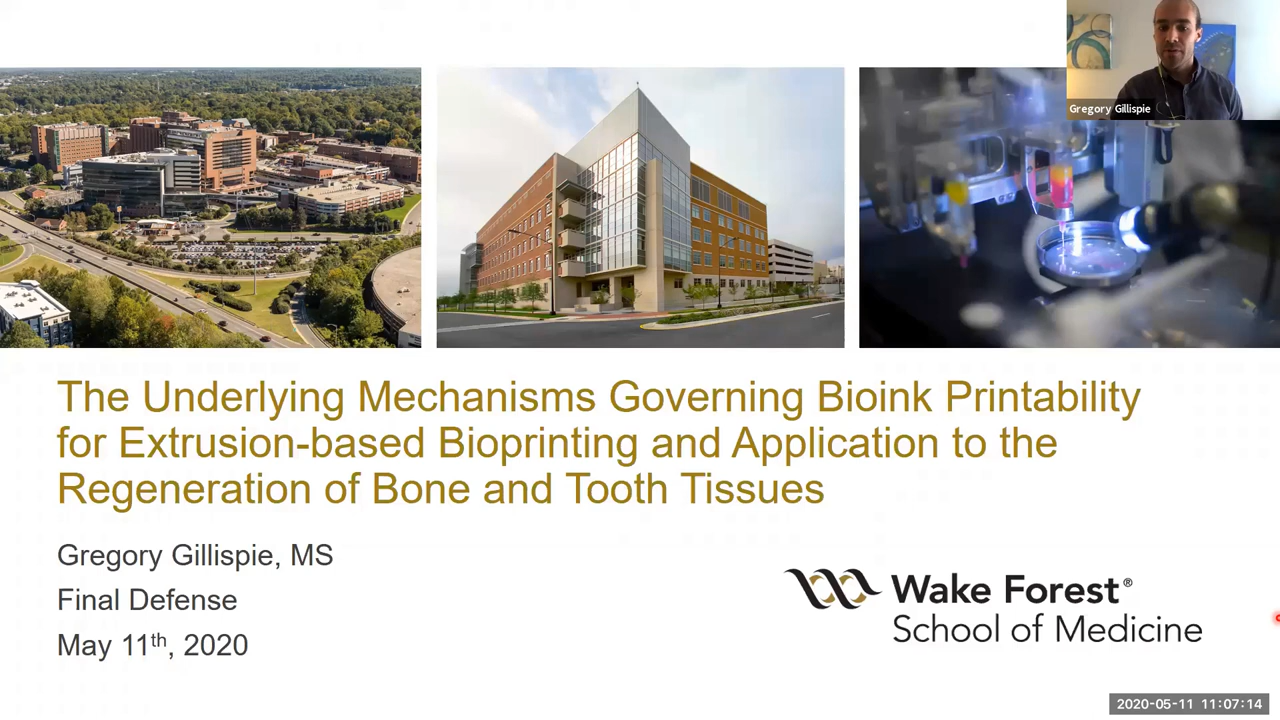 Gregory Gillispie
The Underlying Mechanisms Governing Bioink Printability
for Extrusion-based Bioprinting and Application to the
Regeneration of Bone and Tooth Tissues
Gregory Gillispie, MS
Final Defense
May 11th, 2020
Wake Forest®
School of Medicine
2020-05-11 11:07:14